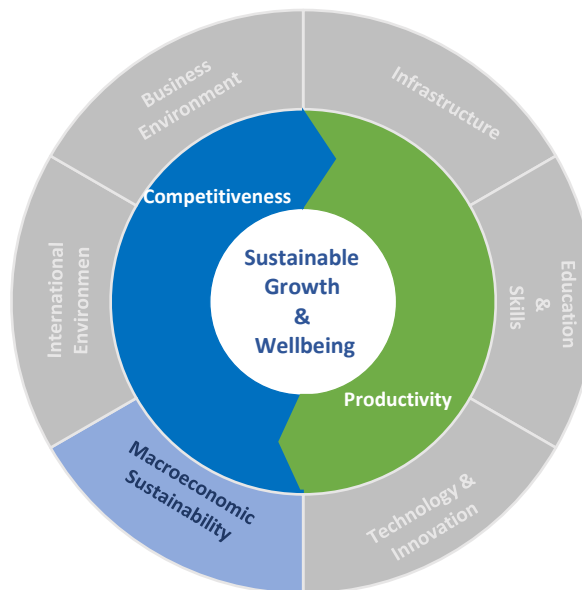 Business
Environment
Infrastructure
Competitiveness
International
Environmen
Sustainable
Growth
&
Wellbeing
Education
&
Skills
Productivity
Macroeconomic
Sustainability
Technology &
Innovation